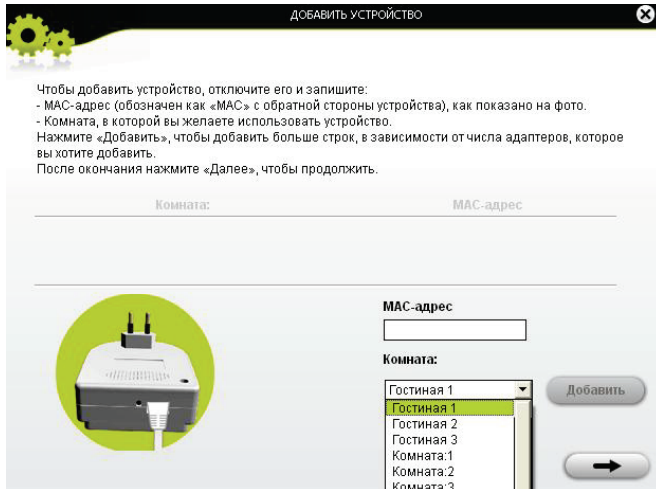 ДОБАВИТЬ УСТРОЙСТВО
Чтобы добавить устройство, отключите его и запишите:
- МАС-адрес (обозначен как «МАС» с обратной стороны устройства), как показано на фото.
- Комната, в которой вы желаете использовать устройство.
Нажмите «Добавить», чтобы добавить больше строк, в зависимости от числа адаптеров, которое
вы хотите добавить.
После окончания нажмите «Далее», чтобы продолжить.
Комната: МАС-адрес
МАС-адрес
Комната:
Гостиная 1 Добавить
Гостиная 1
Гостиная 2
Гостиная 3
Комната:1
Комната:2
Комната:3